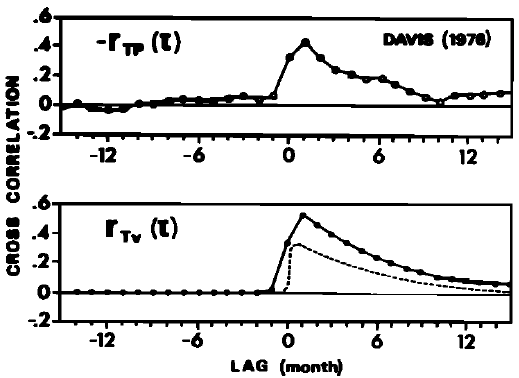 .6
-r_TP (τ)
DAVIS (1976)
.4
.2
0
-.2
-12 -6 0 6 12
CROSS CORRELATION
.6
r_Tv (τ)
.4
.2
0
-.2
-12 -6 0 6 12
LAG (month)